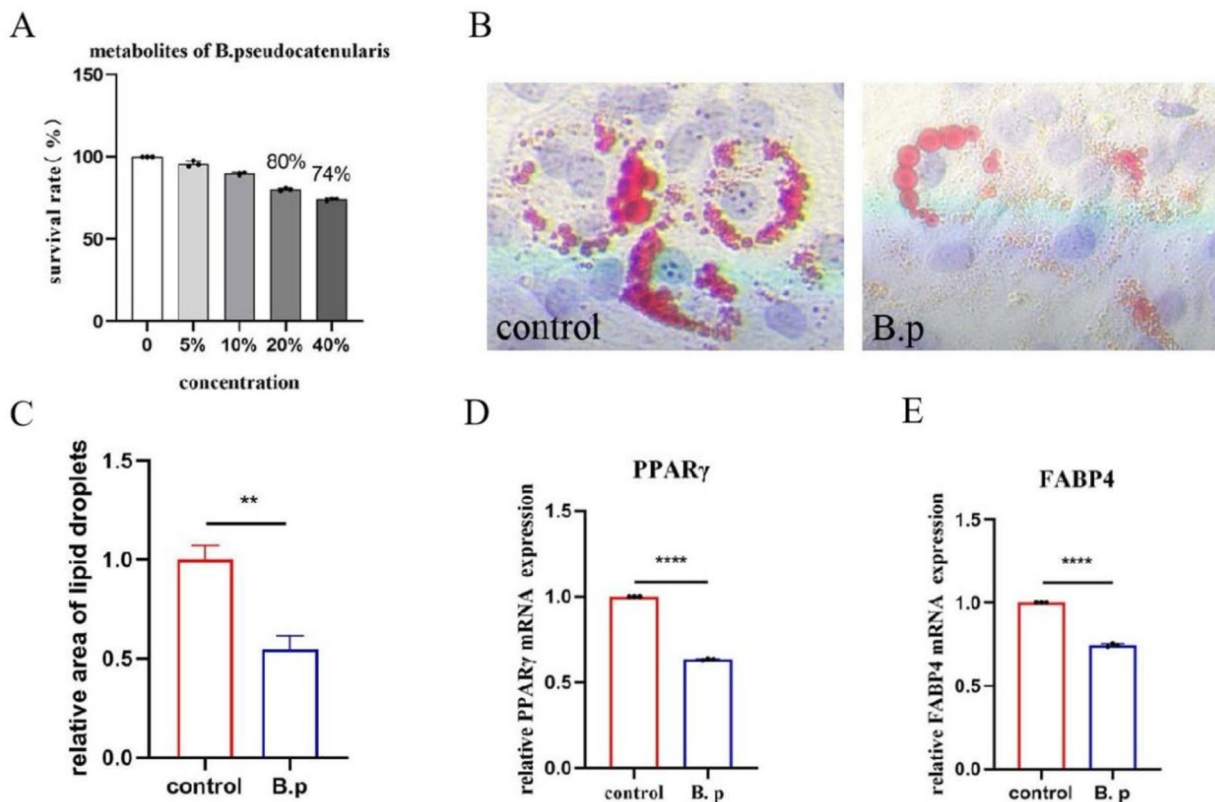 A
metabolites of B.pseudocatenularis
survival rate( %)
150
100
50
0
80%
74%
0 5% 10% 20% 40%
concentration
B
control
B.p
C
relative area of lipid droplets
1.5
1.0
0.5
0.0
**
control B.p
D
PPARγ
relative PPARγ mRNA expression
1.5
1.0
0.5
0.0
****
control B. p
E
FABP4
relative FABP4 mRNA expression
1.5
1.0
0.5
0.0
****
control B. p